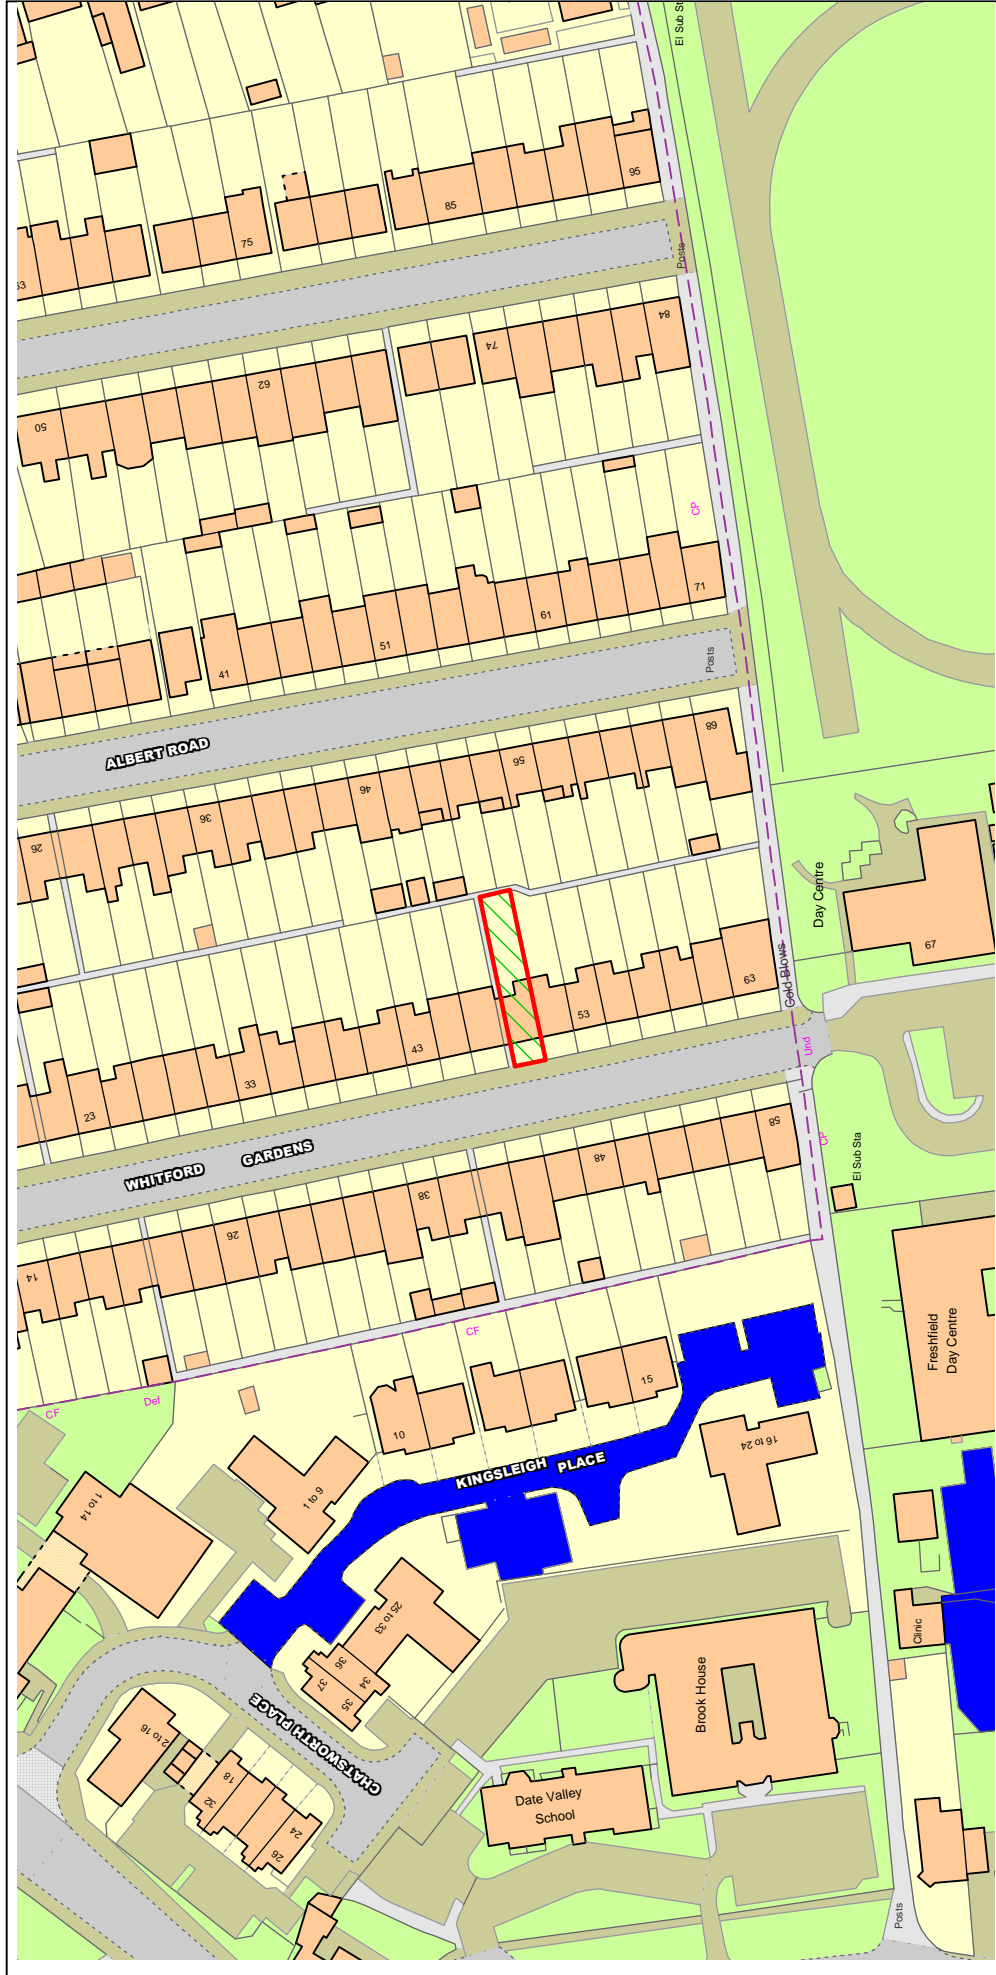 El Sub St
95
85
75
63
Posts
84
74
62
50
CP
71
61
51
41
Posts
ALBERT ROAD
68
56
46
36
26
Day Centre
67
Gold Blows
63
53
43
33
23
Und
CP
El Sub Sta
WHITFORD GARDENS
58
48
38
26
14
CF
Def
CF
Freshfield
Day Centre
15
10
KINGSLEIGH PLACE
16 to 24
1 to 6
1 to 14
25 to 33
36
34
37
35
Clinic
Brook House
CHATSWORTH PLACE
2 to 16
18
32
24
26
Date Valley
School
Posts